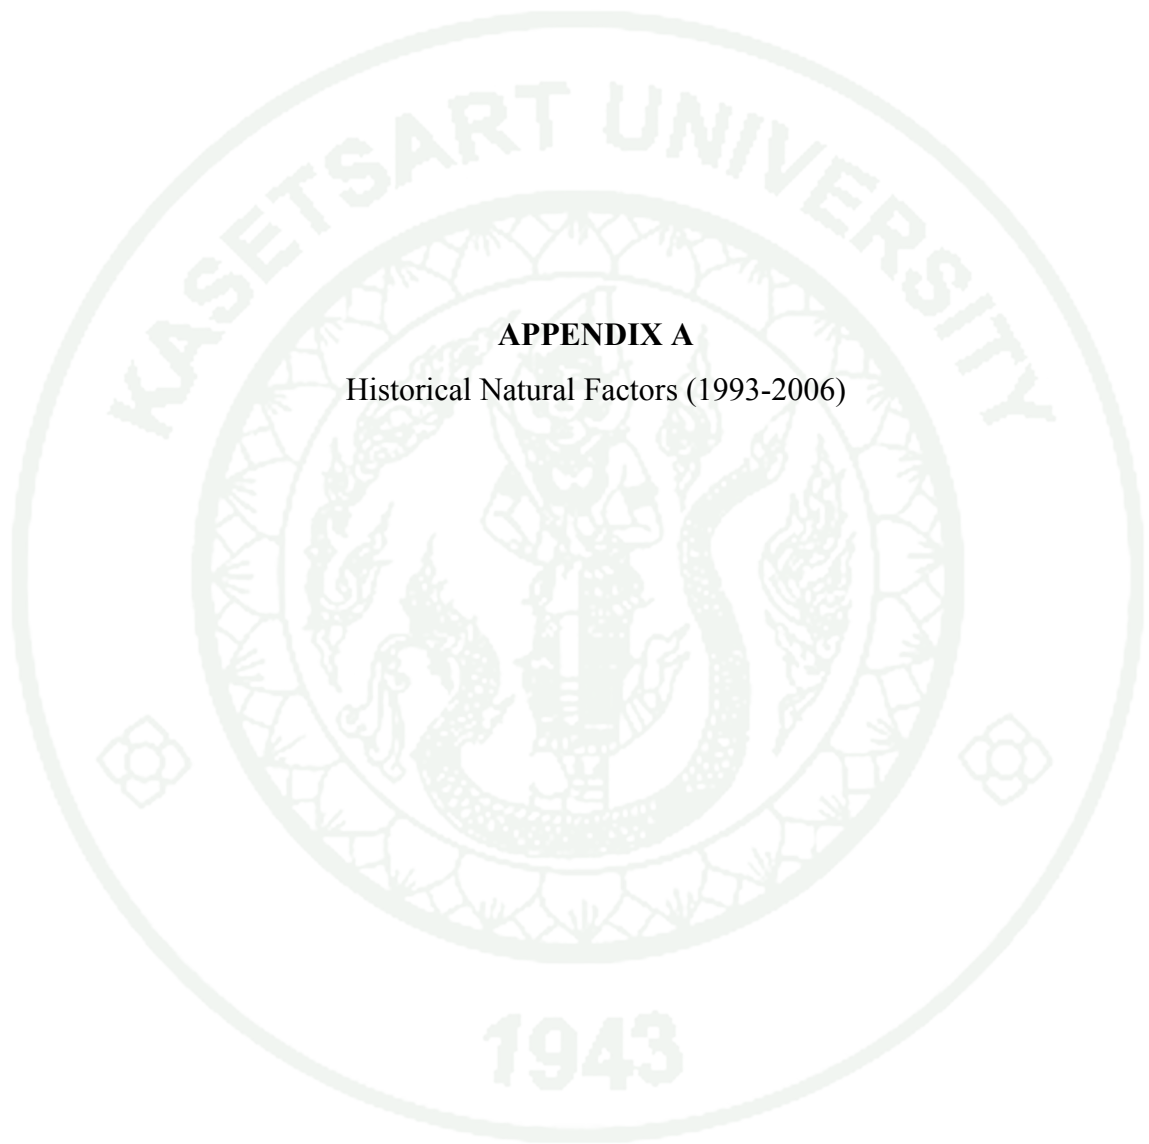 KASETSART UNIVERSITY
APPENDIX A
Historical Natural Factors (1993-2006)
1943